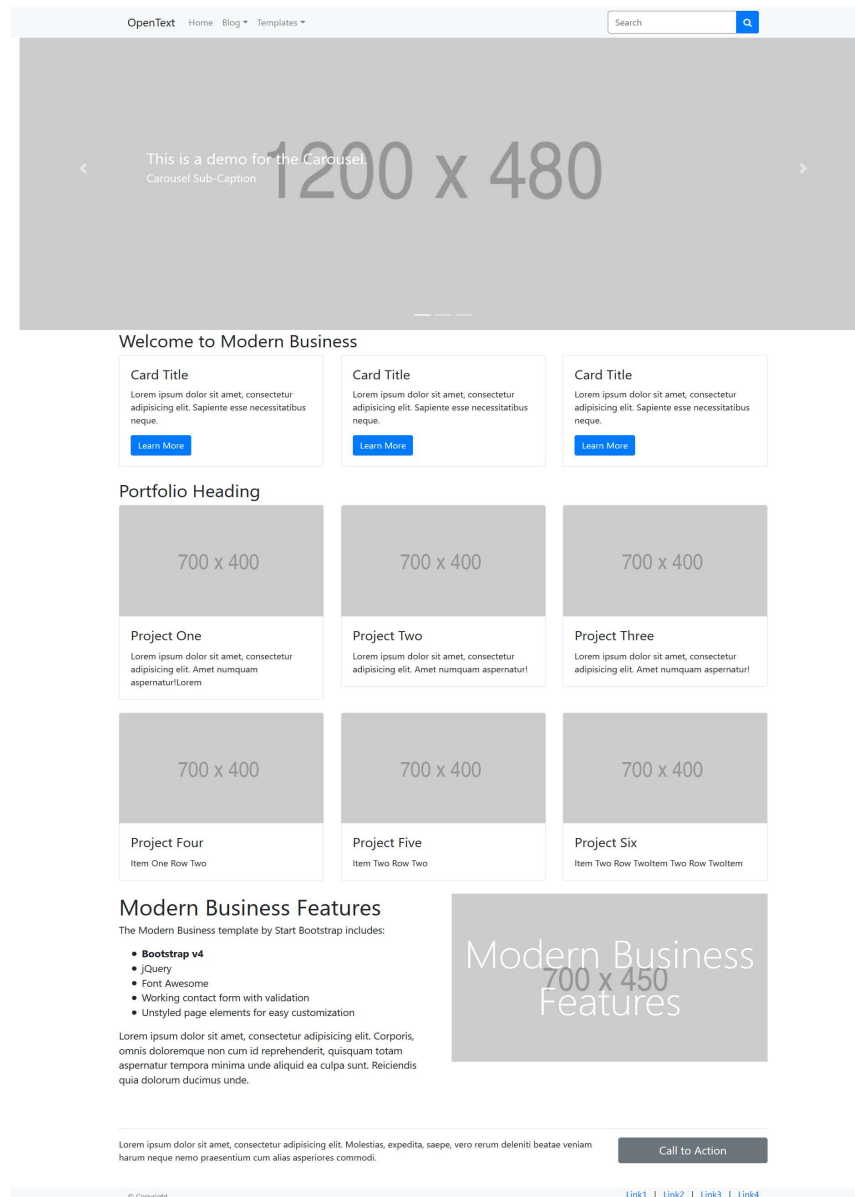 OpenText Home Blog Templates Search
This is a demo for the Carousel.
Carousel Sub-Caption
1200 x 480
Welcome to Modern Business
Card Title
Lorem ipsum dolor sit amet, consectetur
adipisicing elit. Sapiente esse necessitatibus
neque.
Learn More
Card Title
Lorem ipsum dolor sit amet, consectetur
adipisicing elit. Sapiente esse necessitatibus
neque.
Learn More
Card Title
Lorem ipsum dolor sit amet, consectetur
adipisicing elit. Sapiente esse necessitatibus
neque.
Learn More
Portfolio Heading
700 x 400
Project One
Lorem ipsum dolor sit amet, consectetur
adipisicing elit. Amet numquam
aspernatur!Lorem
700 x 400
Project Two
Lorem ipsum dolor sit amet, consectetur
adipisicing elit. Amet numquam aspernatur!
700 x 400
Project Three
Lorem ipsum dolor sit amet, consectetur
adipisicing elit. Amet numquam aspernatur!
700 x 400
Project Four
Item One Row Two
700 x 400
Project Five
Item Two Row Two
700 x 400
Project Six
Item Two Row TwoItem Two Row TwoItem
Modern Business Features
The Modern Business template by Start Bootstrap includes:
• Bootstrap v4
• jQuery
• Font Awesome
• Working contact form with validation
• Unstyled page elements for easy customization
Lorem ipsum dolor sit amet, consectetur adipisicing elit. Corporis,
omnis doloremque non cum id reprehenderit, quisquam totam
aspernatur tempora minima unde aliquid ea culpa sunt. Reiciendis
quia dolorum ducimus unde.
Modern Business
700 x 450
Features
Lorem ipsum dolor sit amet, consectetur adipisicing elit. Molestias, expedita, saepe, vero rerum deleniti beatae veniam
harum neque nemo praesentium cum alias asperiores commodi.
Call to Action
© Copyright
Link1 | Link2 | Link3 | Link4